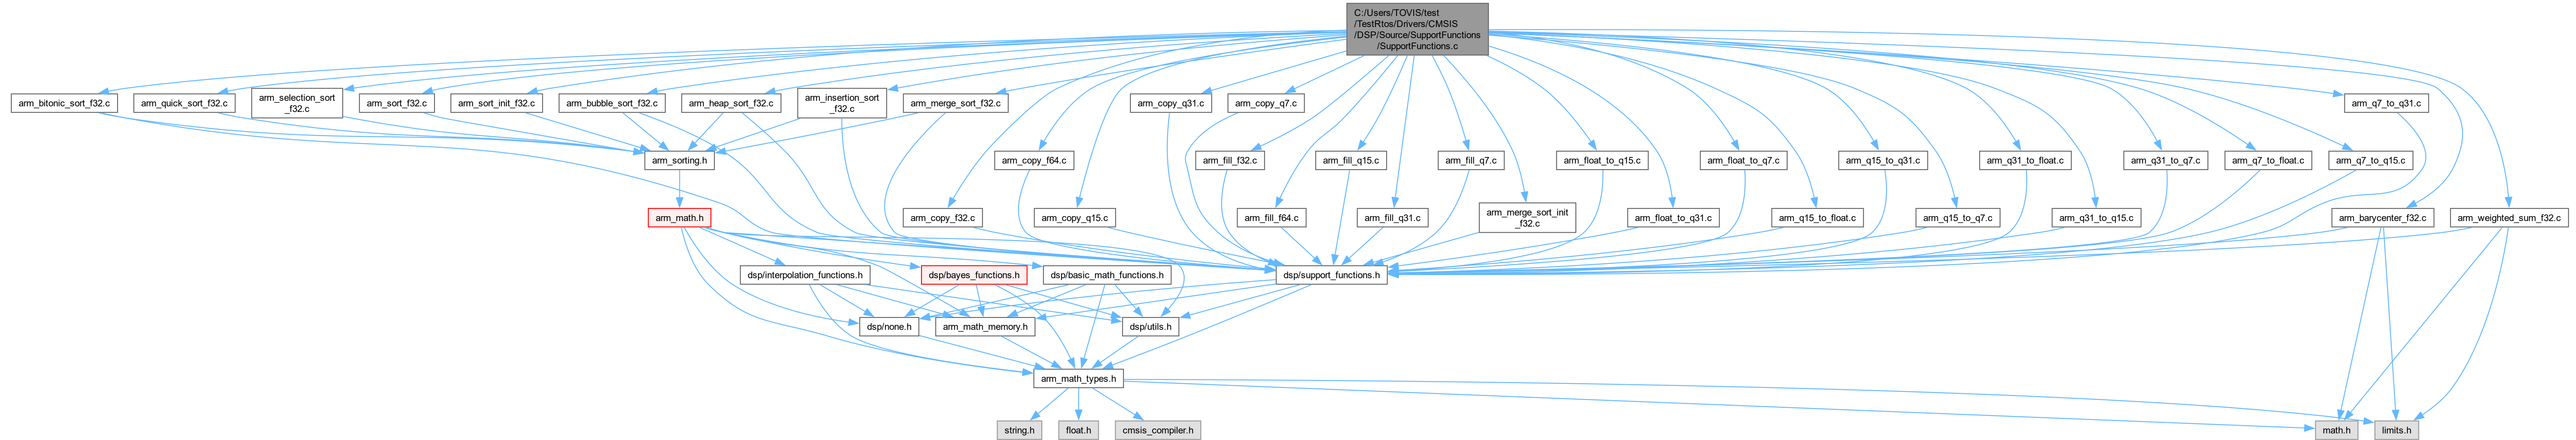 C:/Users/TOVIS/test
/TestRtos/Drivers/CMSIS
/DSP/Source/SupportFunctions
/SupportFunctions.c
arm_bitonic_sort_f32.c
arm_quick_sort_f32.c
arm_selection_sort
_f32.c
arm_sort_f32.c
arm_sort_init_f32.c
arm_bubble_sort_f32.c
arm_heap_sort_f32.c
arm_insertion_sort
_f32.c
arm_merge_sort_f32.c
arm_copy_q31.c
arm_copy_q7.c
arm_q7_to_q31.c
arm_sorting.h
arm_copy_f64.c
arm_fill_f32.c
arm_fill_q15.c
arm_fill_q7.c
arm_float_to_q15.c
arm_float_to_q7.c
arm_q15_to_q31.c
arm_q31_to_float.c
arm_q31_to_q7.c
arm_q7_to_float.c
arm_q7_to_q15.c
arm_math.h
arm_copy_f32.c
arm_copy_q15.c
arm_fill_f64.c
arm_fill_q31.c
arm_merge_sort_init
_f32.c
arm_float_to_q31.c
arm_q15_to_float.c
arm_q15_to_q7.c
arm_q31_to_q15.c
arm_barycenter_f32.c
arm_weighted_sum_f32.c
dsp/interpolation_functions.h
dsp/bayes_functions.h
dsp/basic_math_functions.h
dsp/support_functions.h
dsp/none.h
arm_math_memory.h
dsp/utils.h
arm_math_types.h
string.h
float.h
cmsis_compiler.h
math.h
limits.h